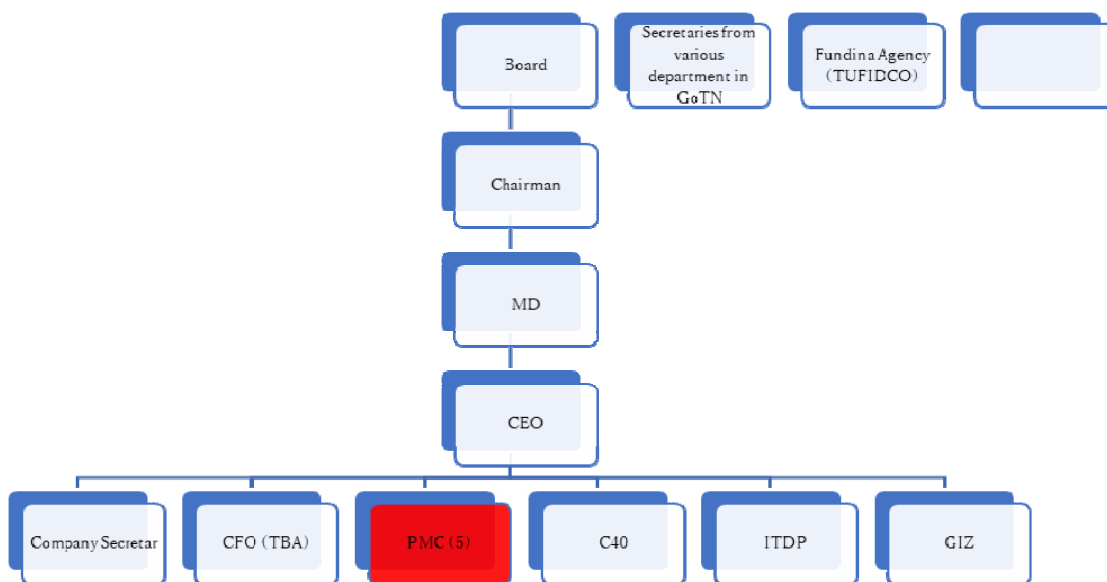 Board
Secretaries from
various
department in
GoTN
Fundina Agency
(TUFIDCO)
Chairman
MD
CEO
Company Secretar
CFO (TBA)
PMC (5)
C40
ITDP
GIZ